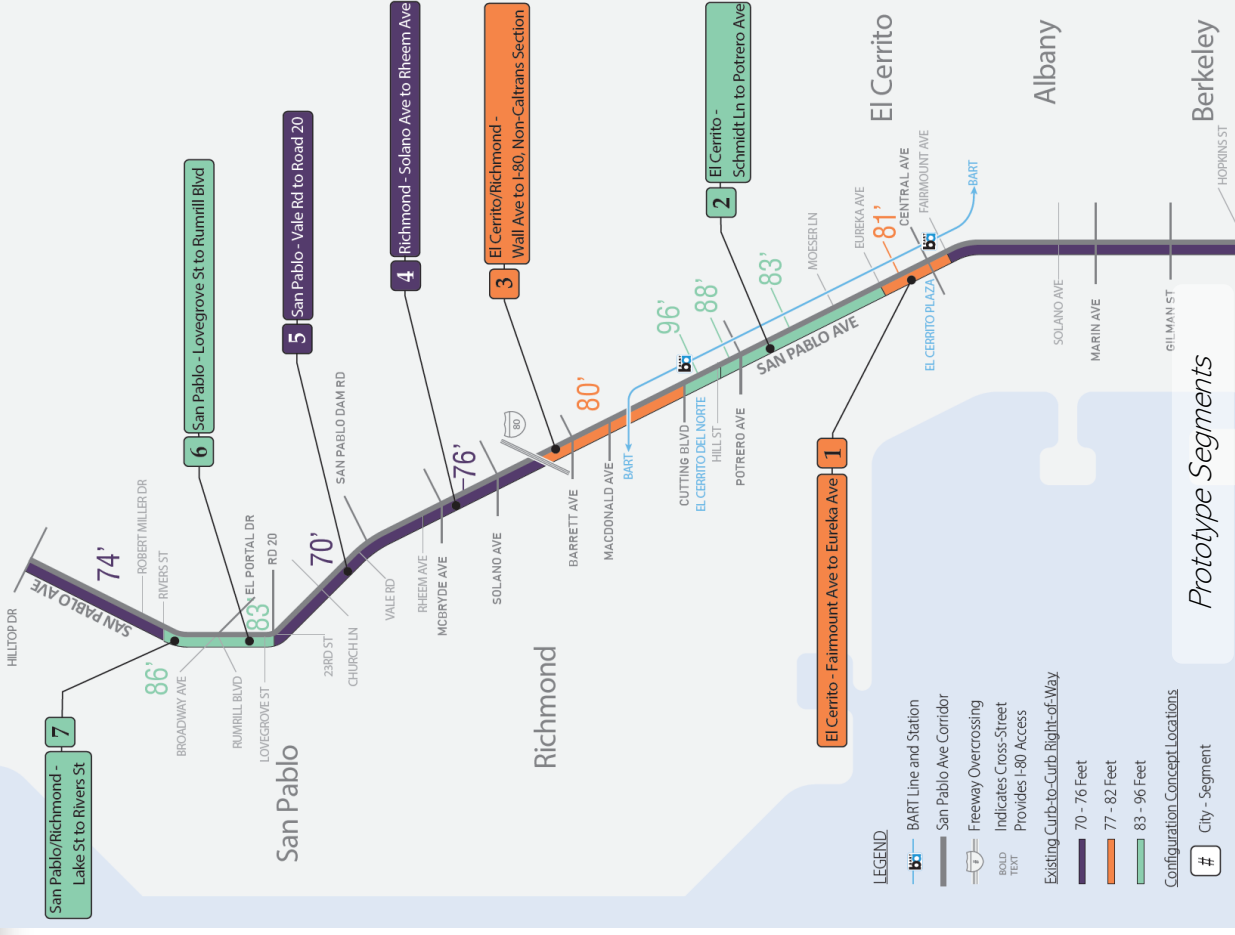 HILLTOP DR
SAN PABLO AVE
74’
ROBERT MILLER DR
RIVERS ST
86’
BROADWAY AVE
RUMRILL BLVD
LOVEGROVE ST
83’
EL PORTAL DR
RD 20
23RD ST
CHURCH LN
70’
VALE RD
SAN PABLO DAM RD
RHEEM AVE
MCBRYDE AVE
76’
SOLANO AVE
80
BARRETT AVE
80’
MACDONALD AVE
BART
CUTTING BLVD
EL CERRITO DEL NORTE
ba
96’
HILL ST
88’
POTRERO AVE
83’
SAN PABLO AVE
MOESER LN
EUREKA AVE
81’
CENTRAL AVE
FAIRMOUNT AVE
EL CERRITO PLAZA
ba
BART
SOLANO AVE
MARIN AVE
GILMAN ST
HOPKINS ST
San Pablo
Richmond
El Cerrito
Albany
Berkeley
7
San Pablo/Richmond -
Lake St to Rivers St
6
San Pablo - Lovegrove St to Rumrill Blvd
5
San Pablo - Vale Rd to Road 20
4
Richmond - Solano Ave to Rheem Ave
3
El Cerrito/Richmond -
Wall Ave to I-80, Non-Caltrans Section
2
El Cerrito -
Schmidt Ln to Potrero Ave
1
El Cerrito - Fairmount Ave to Eureka Ave
LEGEND
ba
BART Line and Station
San Pablo Ave Corridor
#
Freeway Overcrossing
BOLD
TEXT
Indicates Cross-Street
Provides I-80 Access
Existing Curb-to-Curb Right-of-Way
70 - 76 Feet
77 - 82 Feet
83 - 96 Feet
Configuration Concept Locations
#
City - Segment
Prototype Segments